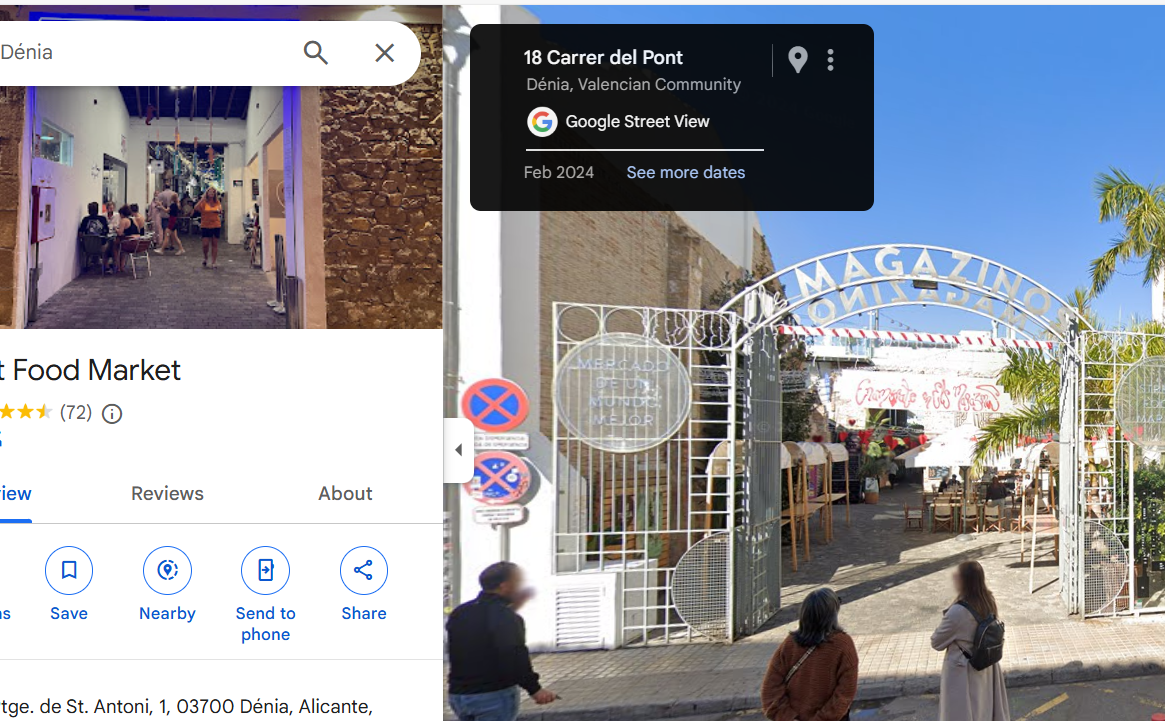 Dénia
t Food Market
(72)
iew
Reviews
About
ns
Save
Nearby
Send to
phone
Share
tge. de St. Antoni, 1, 03700 Dénia, Alicante,
18 Carrer del Pont
Dénia, Valencian Community
Google Street View
Feb 2024
See more dates
MAGAZINOS
MERCADO
DE UN
MUNDO
MEJOR